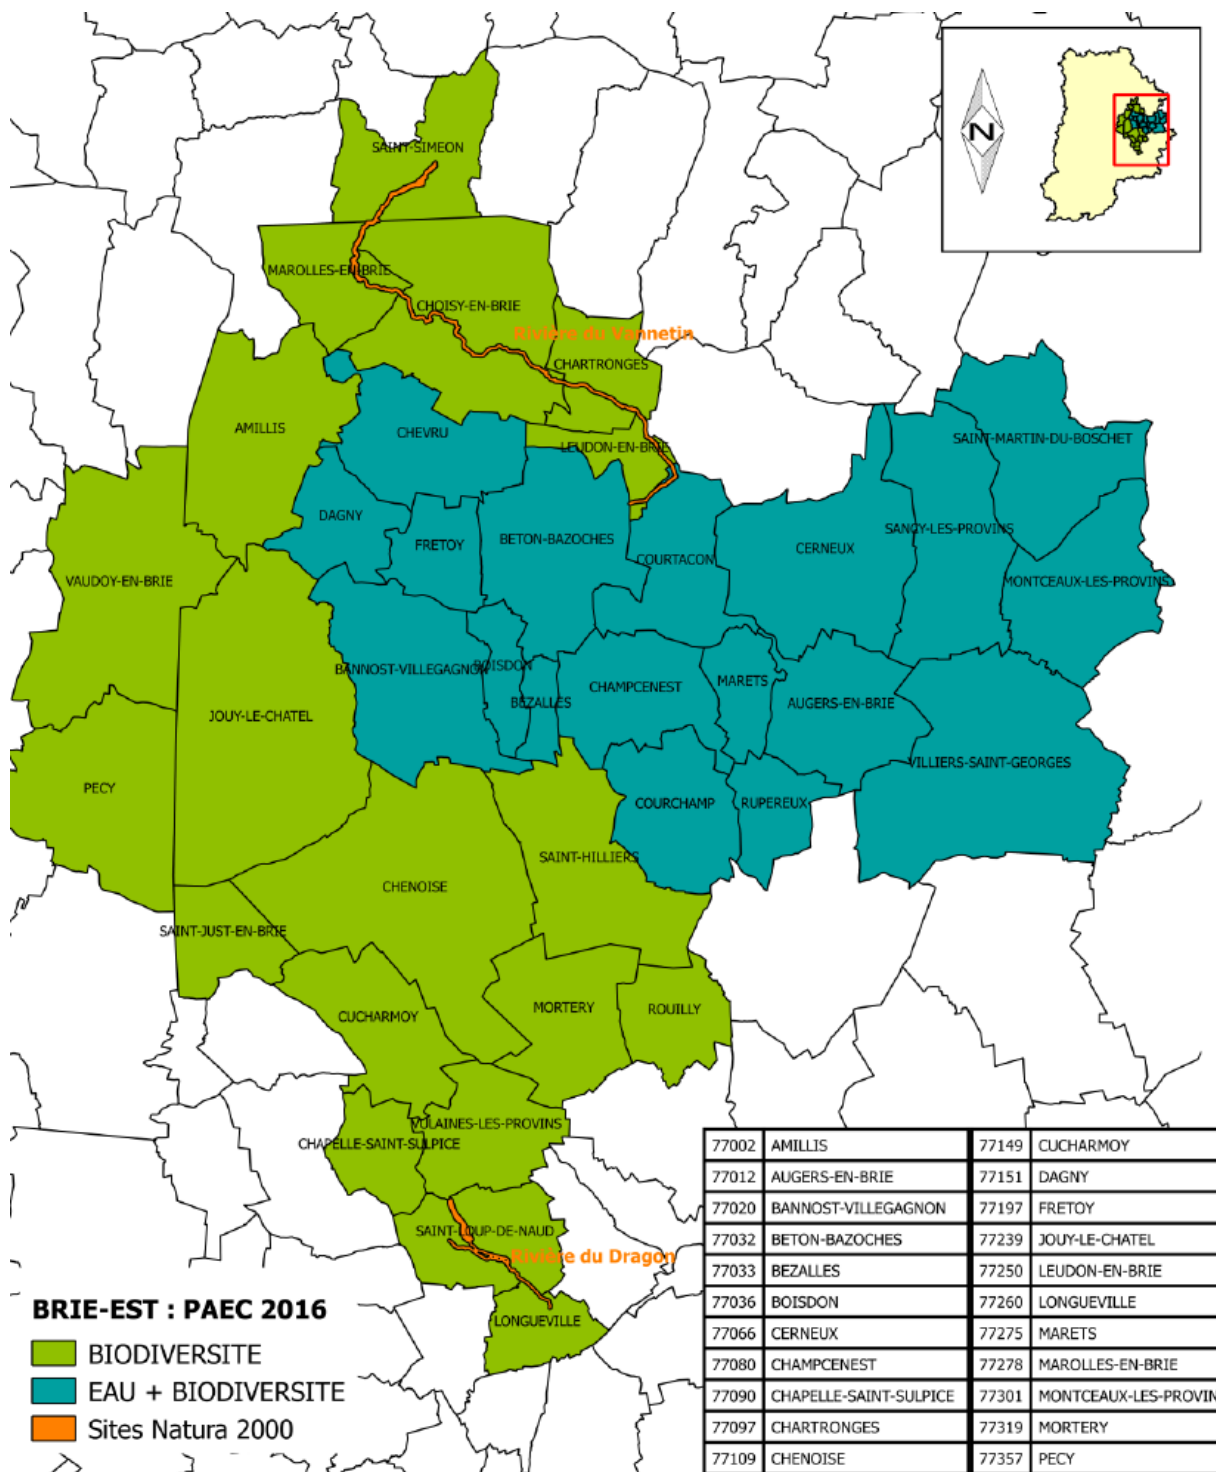 N
SAINT-SIMEON
MAROLLES-EN-BRIE
CHOISY-EN-BRIE
Rivière du Vannetin
CHARTRONGES
AMILLIS
CHEVRU
LEUDON-EN-BRIE
SAINT-MARTIN-DU-BOSCHET
DAGNY
FRETOY
BETON-BAZOCHES
COURTACON
CERNEUX
SANCY-LES-PROVINS
VAUDOY-EN-BRIE
MONTCEAUX-LES-PROVINS
BANNOST-VILLEGAGNON
BOISDON
BEZALLES
CHAMPCENEST
MARETS
AUGERS-EN-BRIE
JOUY-LE-CHATEL
VILLIERS-SAINT-GEORGES
PECY
COURCHAMP
RUPEREUX
SAINT-HILLIERS
CHENOISE
SAINT-JUST-EN-BRIE
CUCHARMOY
MORTERY
ROUILLY
VULAINES-LES-PROVINS
CHAPELLE-SAINT-SULPICE
SAINT-LOUP-DE-NAUD
Rivière du Dragon
LONGUEVILLE
BRIE-EST : PAEC 2016
BIODIVERSITE
EAU + BIODIVERSITE
Sites Natura 2000
77002 AMILLIS 77149 CUCHARMOY
77012 AUGERS-EN-BRIE 77151 DAGNY
77020 BANNOST-VILLEGAGNON 77197 FRETOY
77032 BETON-BAZOCHES 77239 JOUY-LE-CHATEL
77033 BEZALLES 77250 LEUDON-EN-BRIE
77036 BOISDON 77260 LONGUEVILLE
77066 CERNEUX 77275 MARETS
77080 CHAMPCENEST 77278 MAROLLES-EN-BRIE
77090 CHAPELLE-SAINT-SULPICE 77301 MONTCEAUX-LES-PROVIN
77097 CHARTRONGES 77319 MORTERY
77109 CHENOISE 77357 PECY